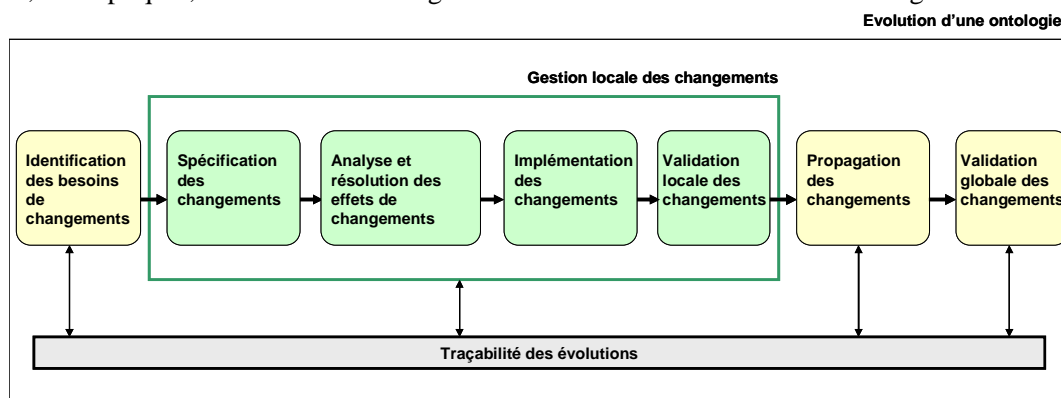 Evolution d'une ontologie
Gestion locale des changements
Identification
des besoins
de
changements
Spécification
des
changements
Analyse et
résolution des
effets de
changements
Implémentation
des
changements
Validation
locale des
changements
Propagation
des
changements
Validation
globale des
changements
Traçabilité des évolutions